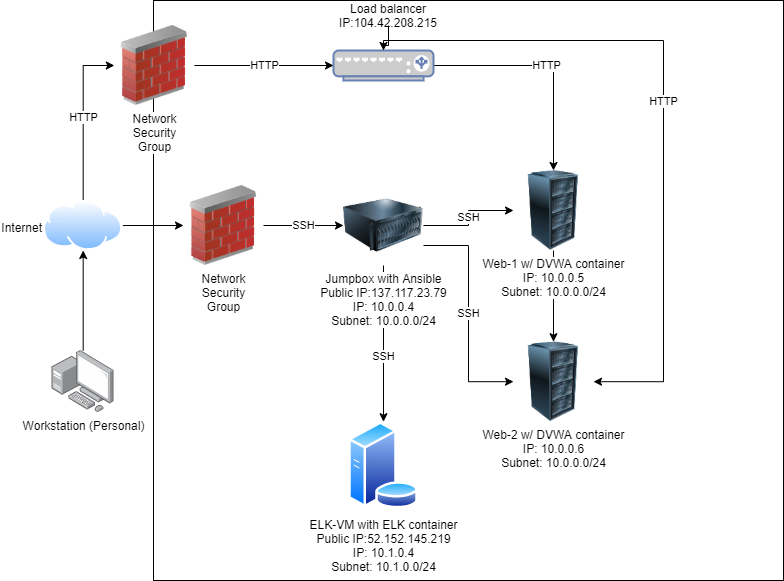 Load balancer
IP:104.42.208.215
HTTP
HTTP
HTTP
HTTP
Network
Security
Group
Internet
SSH
SSH
Network
Security
Group
Jumpbox with Ansible
Public IP:137.117.23.79
IP: 10.0.0.4
Subnet: 10.0.0.0/24
Web-1 w/ DVWA container
IP: 10.0.0.5
Subnet: 10.0.0.0/24
SSH
SSH
Workstation (Personal)
Web-2 w/ DVWA container
IP: 10.0.0.6
Subnet: 10.0.0.0/24
ELK-VM with ELK container
Public IP:52.152.145.219
IP: 10.1.0.4
Subnet: 10.1.0.0/24